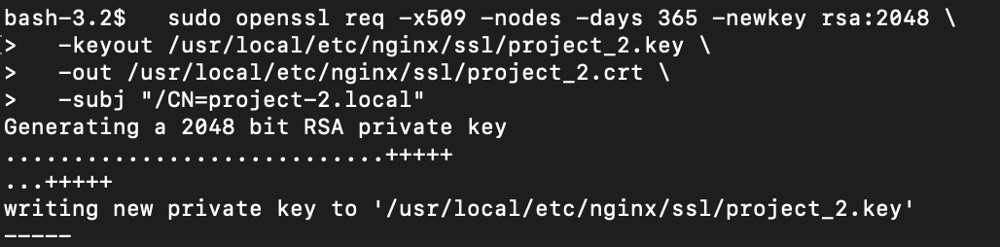 bash-3.2$   sudo openssl req -x509 -nodes -days 365 -newkey rsa:2048 \
>   -keyout /usr/local/etc/nginx/ssl/project_2.key \
>   -out /usr/local/etc/nginx/ssl/project_2.crt \
>   -subj "/CN=project-2.local"
Generating a 2048 bit RSA private key
............................+++++
...+++++
writing new private key to '/usr/local/etc/nginx/ssl/project_2.key'
-----